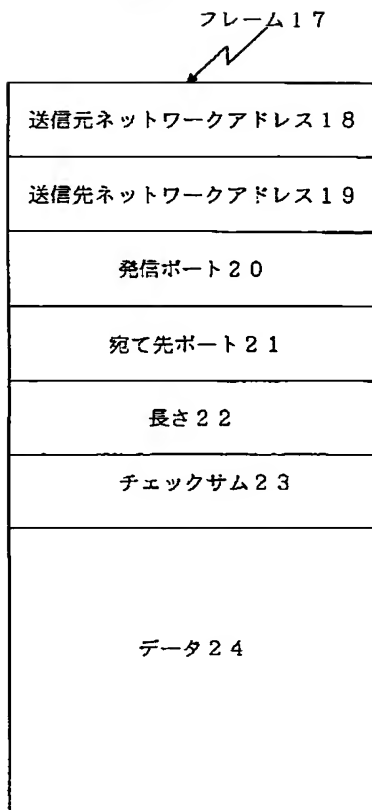 フレーム１７
送信元ネットワークアドレス１８
送信先ネットワークアドレス１９
発信ポート２０
宛て先ポート２１
長さ２２
チェックサム２３
データ２４